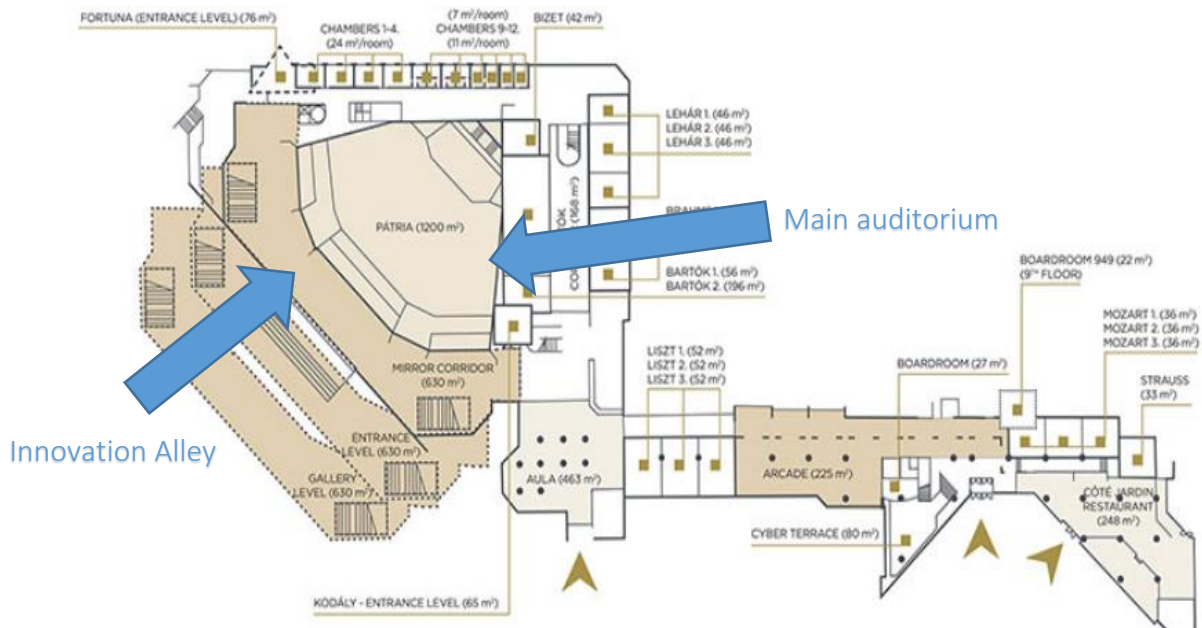 FORTUNA (ENTRANCE LEVEL) (76 m²)
CHAMBERS 1-4.
(24 m²/room)
(7 m²/room)
CHAMBERS 9-12.
(11 m²/room)
BIZET (42 m²)
LEHÁR 1. (46 m²)
LEHÁR 2. (46 m²)
LEHÁR 3. (46 m²)
PÁTRIA (1200 m²)
(168 m²)
Main auditorium
BARTÓK 1. (56 m²)
BARTÓK 2. (196 m²)
BOARDROOM 949 (22 m²)
(9TH FLOOR)
MOZART 1. (36 m²)
MOZART 2. (36 m²)
MOZART 3. (36 m²)
LISZT 1. (52 m²)
LISZT 2. (52 m²)
LISZT 3. (52 m²)
BOARDROOM (27 m²)
STRAUSS
(33 m²)
MIRROR CORRIDOR
(630 m²)
Innovation Alley
ENTRANCE
LEVEL (630 m²)
GALLERY
LEVEL (630 m²)
AULA (463 m²)
ARCADE (225 m²)
CÔTÉ JARDIN
RESTAURANT
(248 m²)
CYBER TERRACE (80 m²)
KODÁLY - ENTRANCE LEVEL (65 m²)